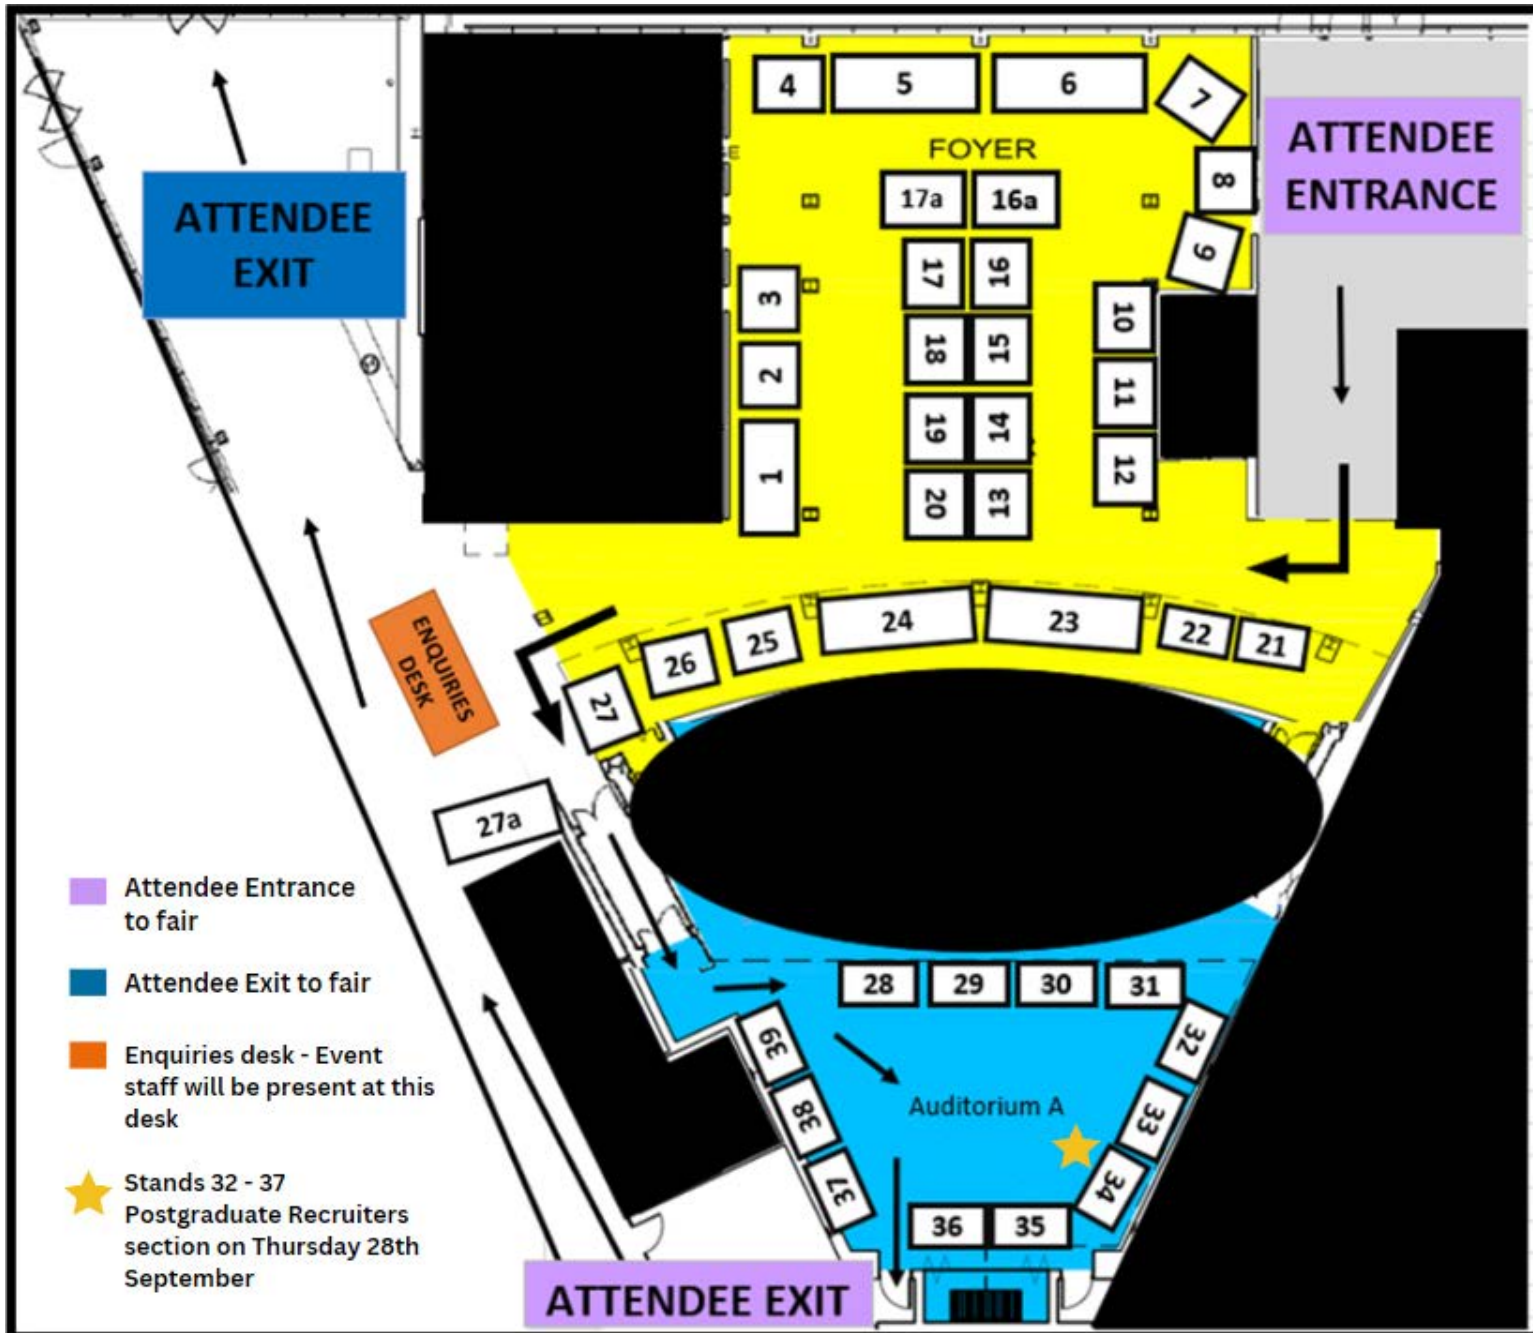 4
5
6
7
ATTENDEE
ENTRANCE
FOYER
8
ATTENDEE
EXIT
17a
16a
9
17
16
3
10
18
15
2
11
19
14
1
12
20
13
ENQUIRIES
DESK
24
23
22
21
25
26
27
27a
Attendee Entrance
to fair
Attendee Exit to fair
Enquiries desk - Event
staff will be present at this
desk
Stands 32 - 37
Postgraduate Recruiters
section on Thursday 28th
September
28
29
30
31
39
32
38
Auditorium A
33
37
34
36
35
ATTENDEE EXIT